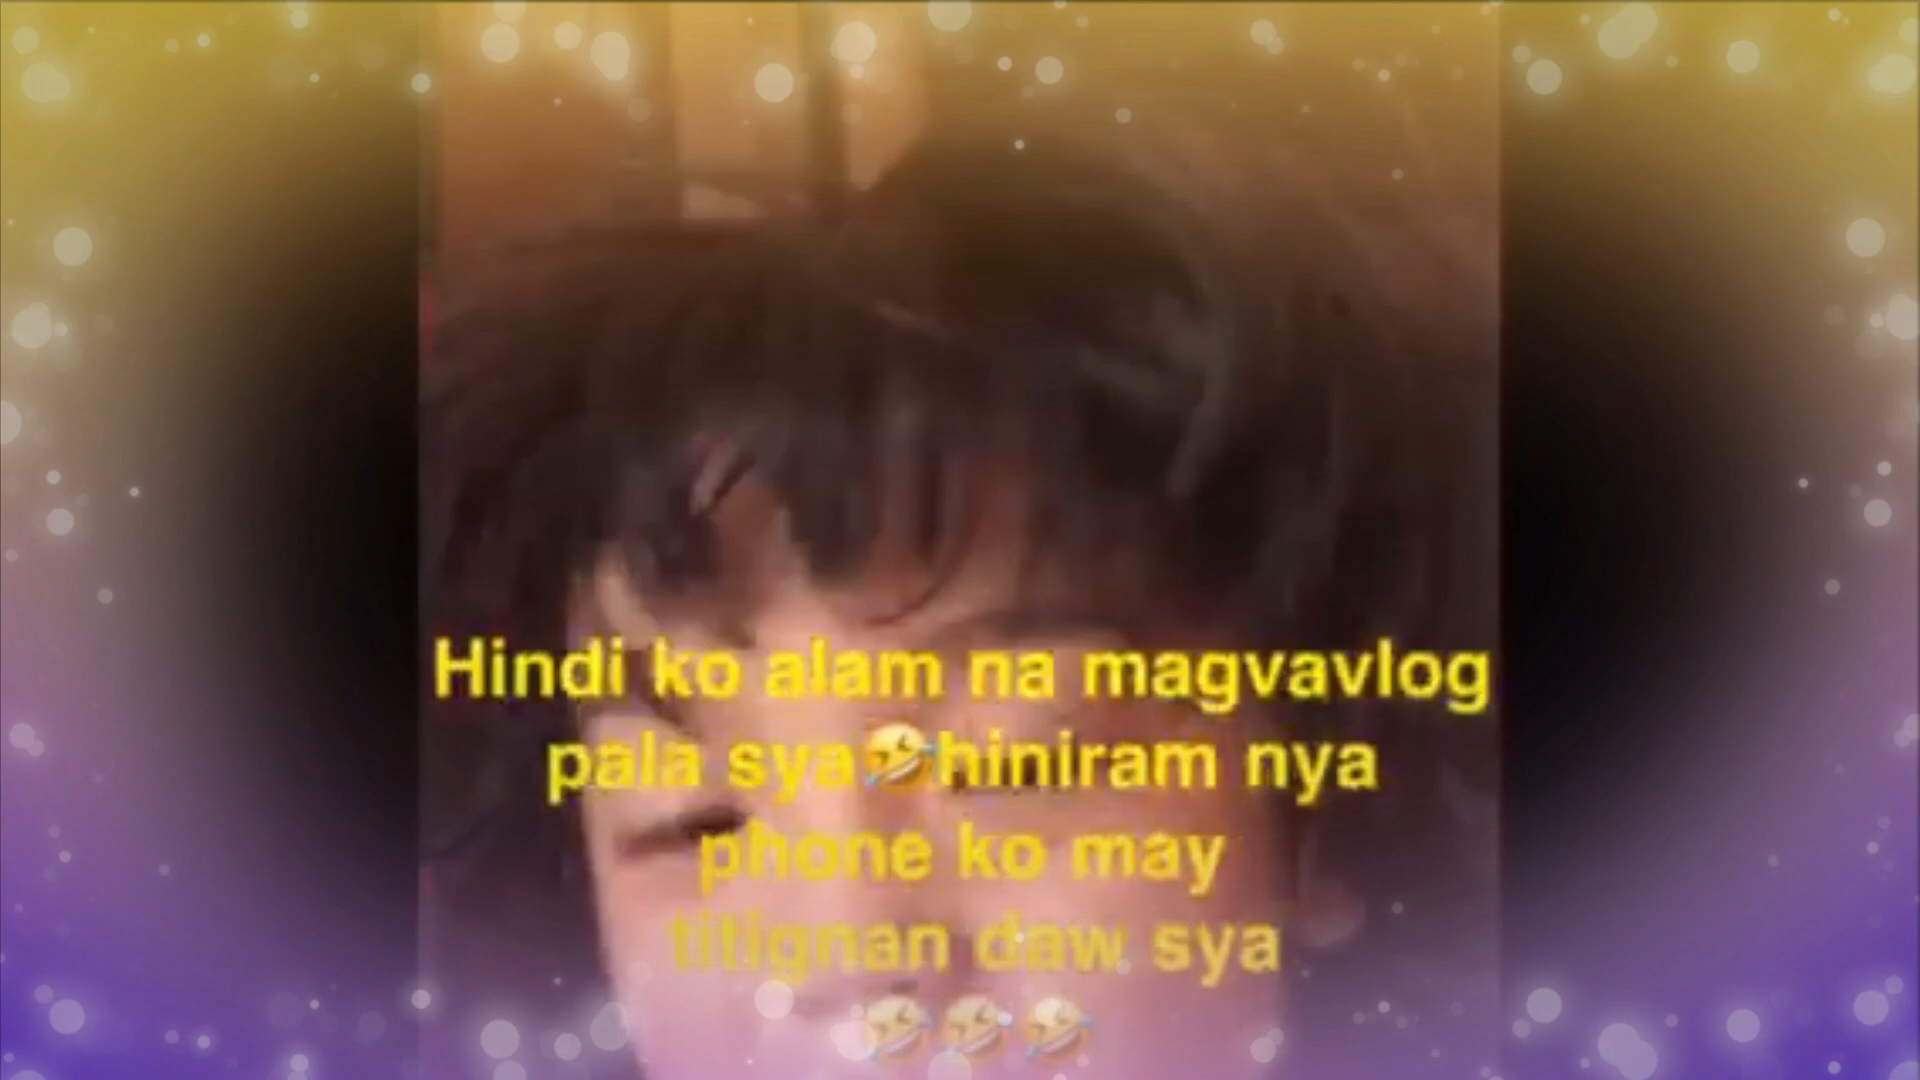 Hindi ko alam na magvavlog
pala sya🤣hiniram nya
phone ko may
titignan daw sya
🤣🤣🤣